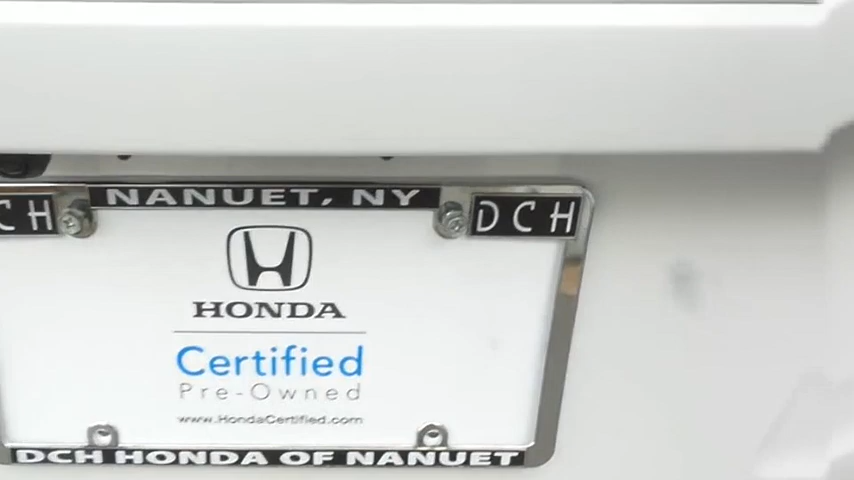 NANUET, NY
CH
DCH
HONDA
Certified
Pre-Owned
www.HondaCertified.com
DCH HONDA OF NANUET